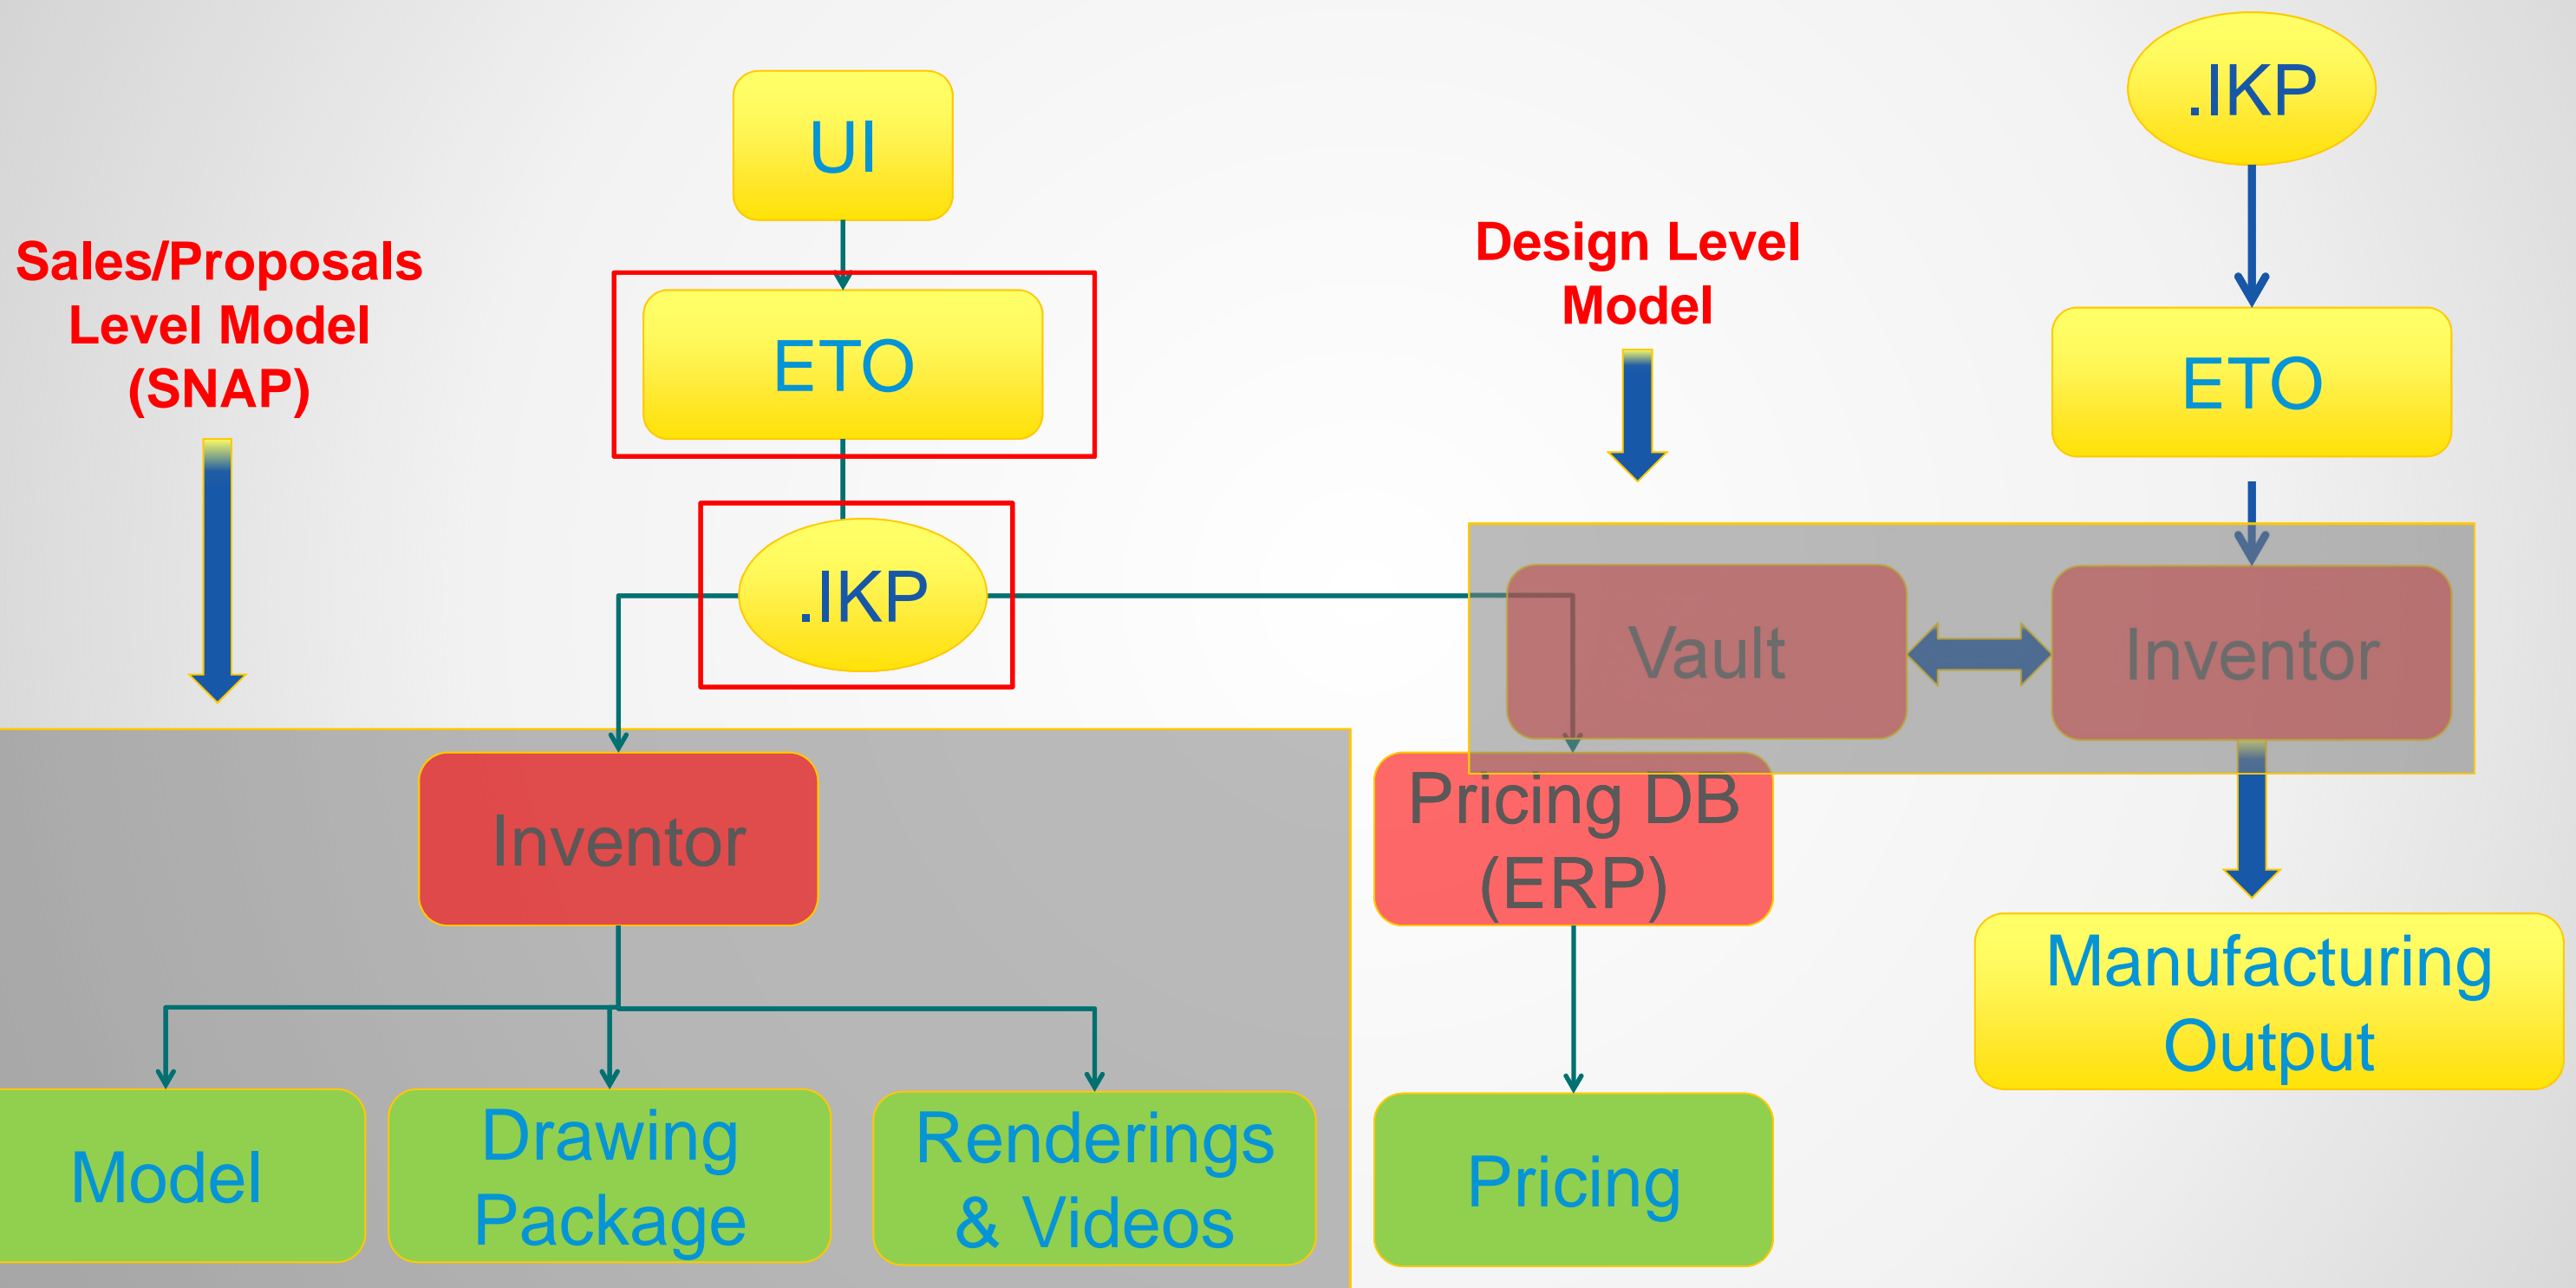 .IKP
UI
Sales/Proposals
Level Model
(SNAP)
Design Level
Model
ETO
ETO
.IKP
Vault
Inventor
Inventor
Pricing DB
(ERP)
Manufacturing
Output
Model
Drawing
Package
Renderings
& Videos
Pricing